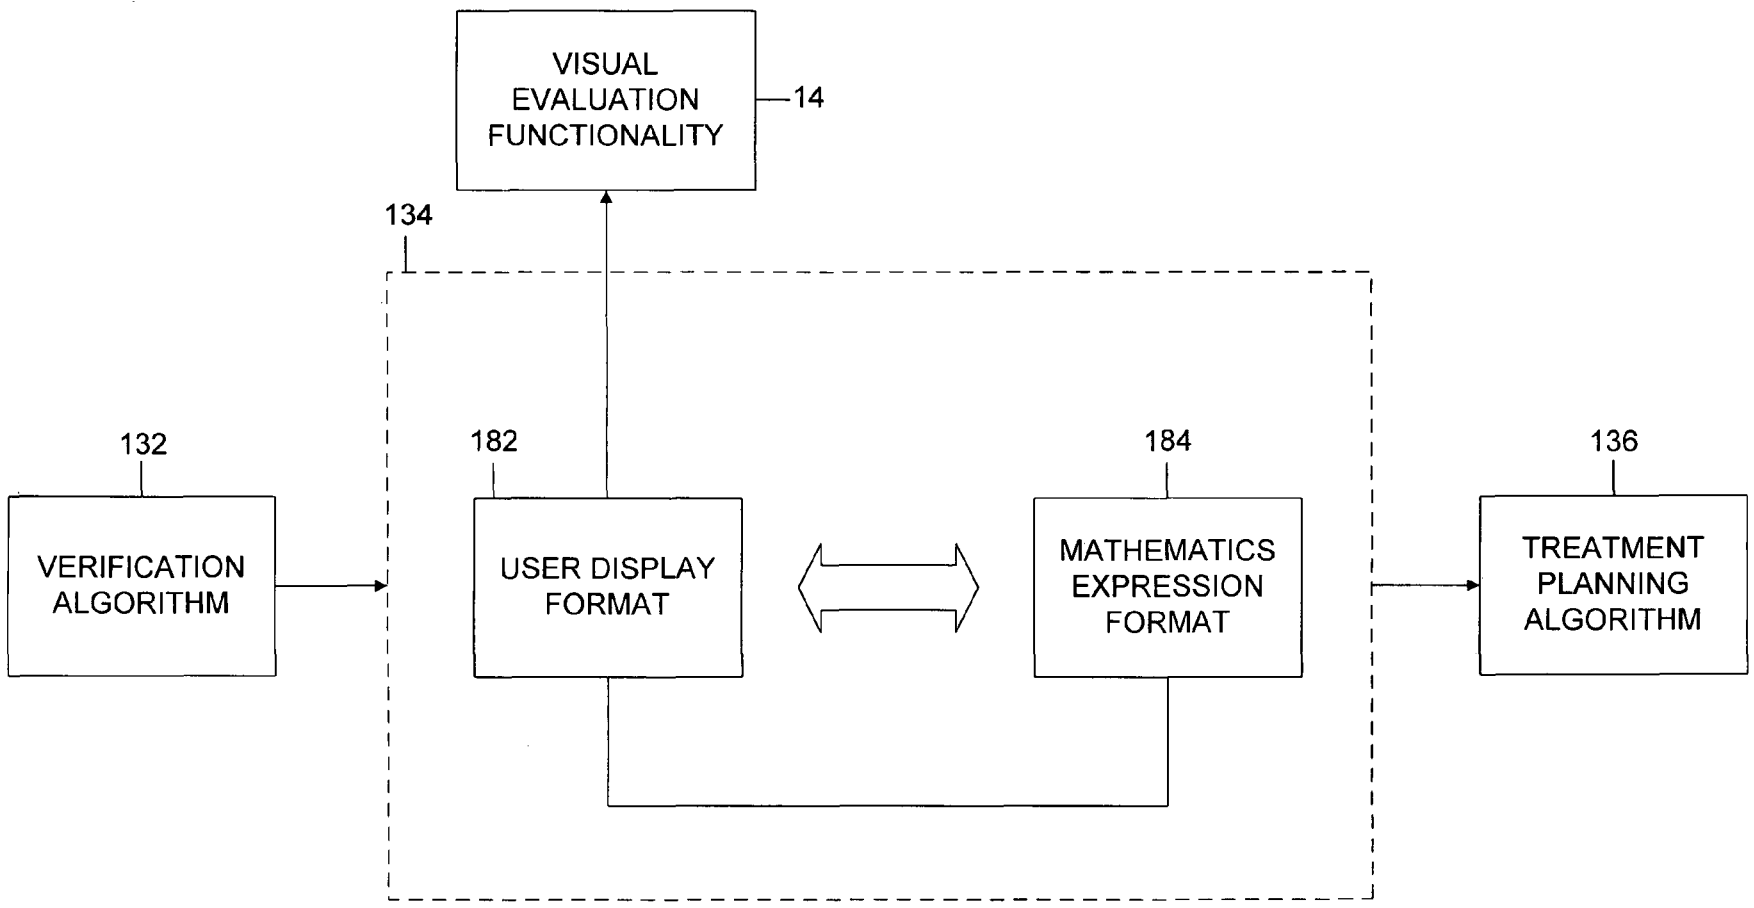 VISUAL
EVALUATION
FUNCTIONALITY
14
134
132
182
184
136
VERIFICATION
ALGORITHM
USER DISPLAY
FORMAT
MATHEMATICS
EXPRESSION
FORMAT
TREATMENT
PLANNING
ALGORITHM